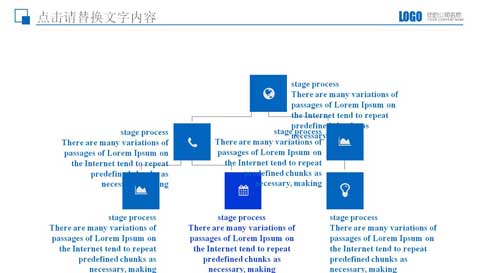 点击请替换文字内容
LOGO
stage process
There are many variations of
passages of Lorem Ipsum on
the Internet tend to repeat
predefined chunks as
necessary
stage process
There are many variations of
passages of Lorem Ipsum on
the Internet tend to repeat
predefined chunks as
necessary, making
stage process
There are many variations of
passages of Lorem Ipsum on
the Internet tend to repeat
predefined chunks as
necessary, making
stage process
There are many variations of
passages of Lorem Ipsum on
the Internet tend to repeat
predefined chunks as
necessary, making
stage process
There are many variations of
passages of Lorem Ipsum on
the Internet tend to repeat
predefined chunks as
necessary, making
stage process
There are many variations of
passages of Lorem Ipsum on
the Internet tend to repeat
predefined chunks as
necessary, making